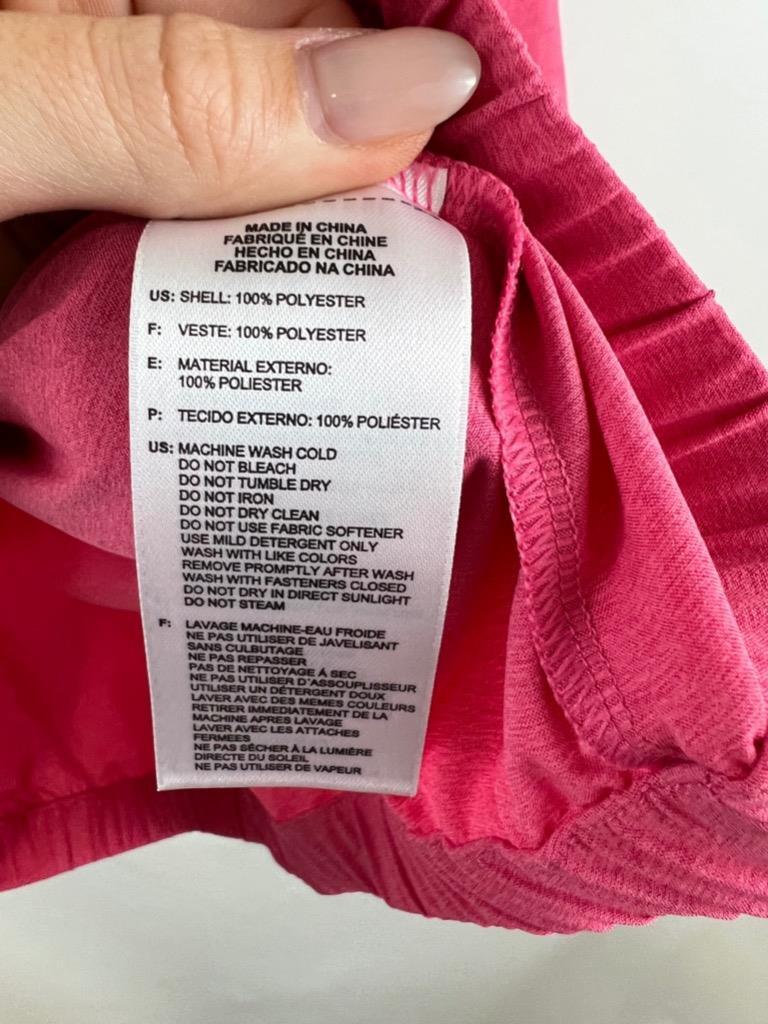 MADE IN CHINA
FABRIQUÉ EN CHINE
HECHO EN CHINA
FABRICADO NA CHINA
US: SHELL: 100% POLYESTER
F: VESTE: 100% POLYESTER
E: MATERIAL EXTERNO:
100% POLIESTER
P: TECIDO EXTERNO: 100% POLIÉSTER
US: MACHINE WASH COLD
DO NOT BLEACH
DO NOT TUMBLE DRY
DO NOT IRON
DO NOT DRY CLEAN
DO NOT USE FABRIC SOFTENER
USE MILD DETERGENT ONLY
WASH WITH LIKE COLORS
REMOVE PROMPTLY AFTER WASH
WASH WITH FASTENERS CLOSED
DO NOT DRY IN DIRECT SUNLIGHT
DO NOT STEAM
F: LAVAGE MACHINE-EAU FROIDE
NE PAS UTILISER DE JAVELISANT
SANS CULBUTAGE
NE PAS REPASSER
PAS DE NETTOYAGE À SEC
NE PAS UTILISER D'ASSOUPLISSEUR
UTILISER UN DÉTERGENT DOUX
LAVER AVEC DES MEMES COULEURS
RETIRER IMMEDIATEMENT DE LA
MACHINE APRES LAVAGE
LAVER AVEC LES ATTACHES
FERMEES
NE PAS SÉCHER À LA LUMIÈRE
DIRECTE DU SOLEIL
NE PAS UTILISER DE VAPEUR